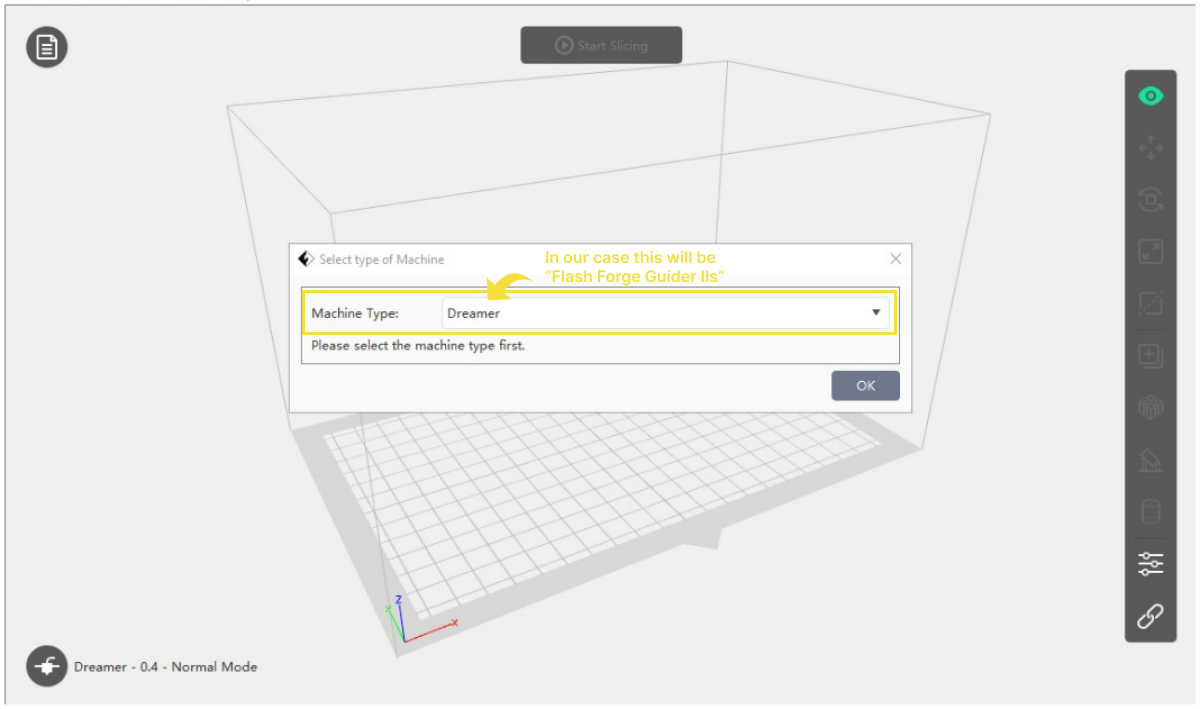 Start Slicing
Select type of Machine
In our case this will be
“Flash Forge Guider IIs”
Machine Type:
Dreamer
Please select the machine type first.
OK
Z
X
X
Dreamer - 0.4 - Normal Mode